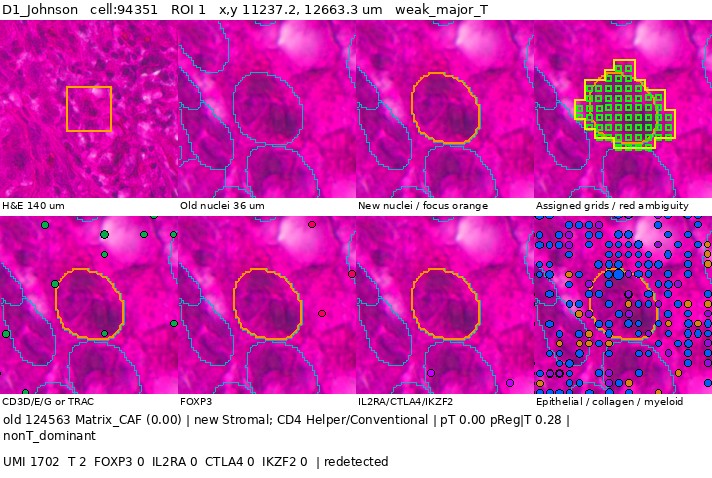 D1_Johnson cell:94351 ROI 1 x,y 11237.2, 12663.3 um weak_major_T
H&E 140 um
Old nuclei 36 um
New nuclei / focus orange
Assigned grids / red ambiguity
CD3D/E/G or TRAC
FOXP3
IL2RA/CTLA4/IKZF2
Epithelial / collagen / myeloid
old 124563 Matrix_CAF (0.00) | new Stromal; CD4 Helper/Conventional | pT 0.00 pReg|T 0.28 |
nonT_dominant
UMI 1702 T 2 FOXP3 0 IL2RA 0 CTLA4 0 IKZF2 0 | redetected